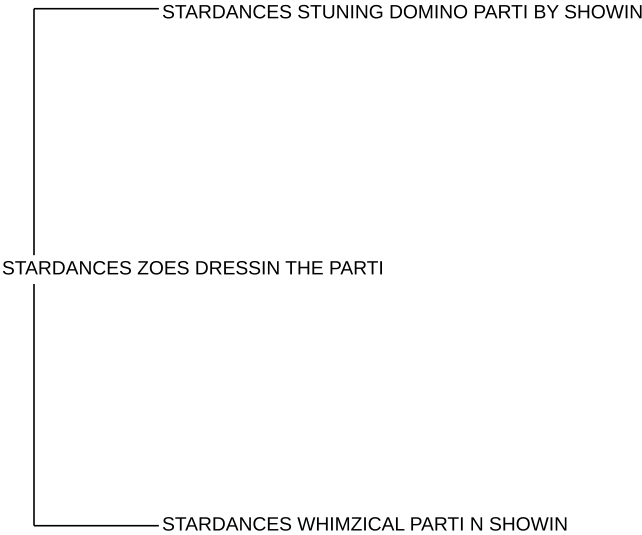 STARDANCES STUNING DOMINO PARTI BY SHOWIN
STARDANCES ZOES DRESSIN THE PARTI
STARDANCES WHIMZICAL PARTI N SHOWIN